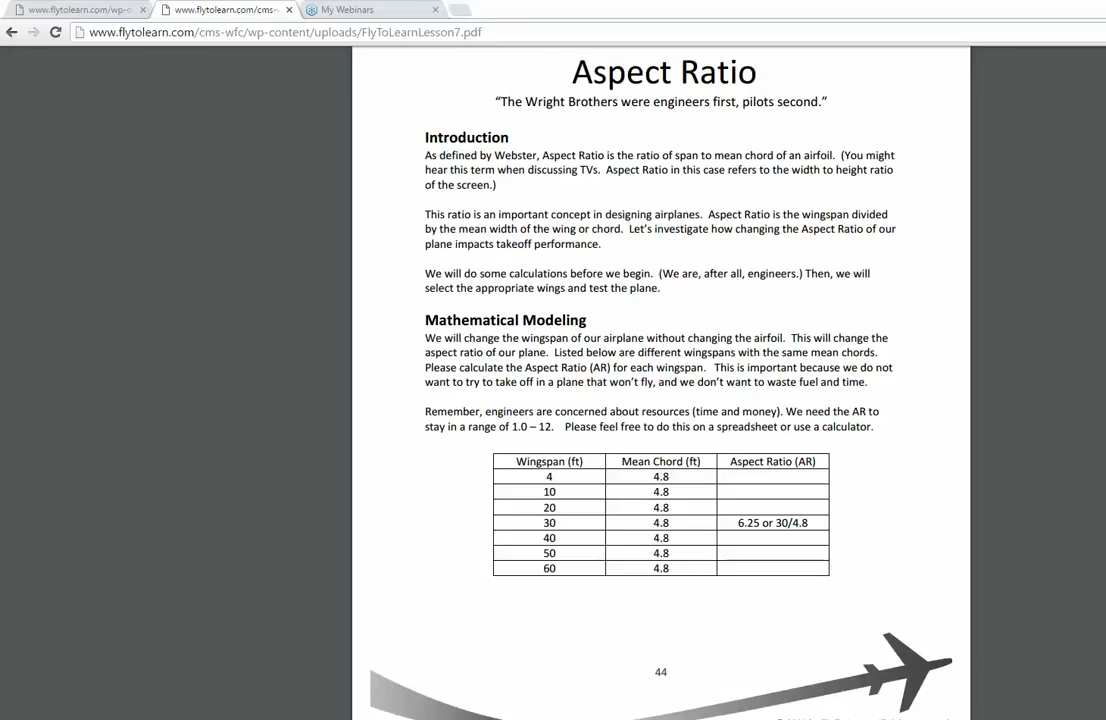 www.flytolearn.com/wp-c
www.flytolearn.com/cms-
My Webinars
www.flytolearn.com/cms-wfc/wp-content/uploads/FlyToLearnLesson7.pdf
Aspect Ratio
“The Wright Brothers were engineers first, pilots second.”
Introduction
As defined by Webster, Aspect Ratio is the ratio of span to mean chord of an airfoil. (You might
hear this term when discussing TVs. Aspect Ratio in this case refers to the width to height ratio
of the screen.)
This ratio is an important concept in designing airplanes. Aspect Ratio is the wingspan divided
by the mean width of the wing or chord. Let’s investigate how changing the Aspect Ratio of our
plane impacts takeoff performance.
We will do some calculations before we begin. (We are, after all, engineers.) Then, we will
select the appropriate wings and test the plane.
Mathematical Modeling
We will change the wingspan of our airplane without changing the airfoil. This will change the
aspect ratio of our plane. Listed below are different wingspans with the same mean chords.
Please calculate the Aspect Ratio (AR) for each wingspan. This is important because we do not
want to try to take off in a plane that won’t fly, and we don’t want to waste fuel and time.
Remember, engineers are concerned about resources (time and money). We need the AR to
stay in a range of 1.0 – 12. Please feel free to do this on a spreadsheet or use a calculator.
Wingspan (ft) Mean Chord (ft) Aspect Ratio (AR)
4 4.8
10 4.8
20 4.8
30 4.8 6.25 or 30/4.8
40 4.8
50 4.8
60 4.8
44